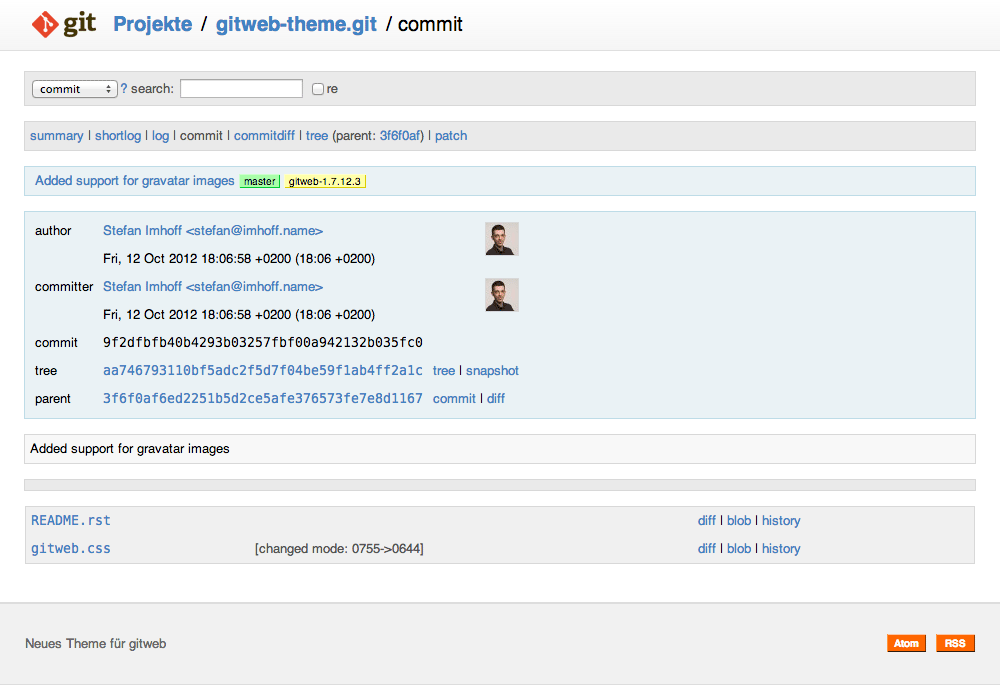 git Projekte / gitweb-theme.git / commit
commit ? search: re
summary | shortlog | log | commit | commitdiff | tree (parent: 3f6f0af) | patch
Added support for gravatar images master gitweb-1.7.12.3
author Stefan Imhoff <stefan@imhoff.name>
Fri, 12 Oct 2012 18:06:58 +0200 (18:06 +0200)
committer Stefan Imhoff <stefan@imhoff.name>
Fri, 12 Oct 2012 18:06:58 +0200 (18:06 +0200)
commit 9f2dfbfb40b4293b03257fbf00a942132b035fc0
tree aa746793110bf5adc2f5d7f04be59f1ab4ff2a1c tree | snapshot
parent 3f6f0af6ed2251b5d2ce5afe376573fe7e8d1167 commit | diff
Added support for gravatar images
README.rst diff | blob | history
gitweb.css [changed mode: 0755->0644] diff | blob | history
Neues Theme für gitweb Atom RSS